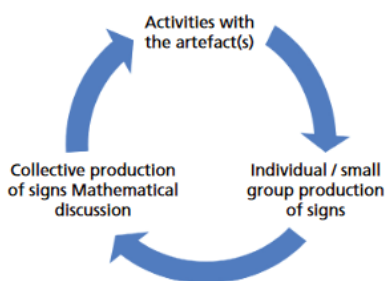 Activities with
the artefact(s)
Individual / small
group production
of signs
Collective production
of signs Mathematical
discussion